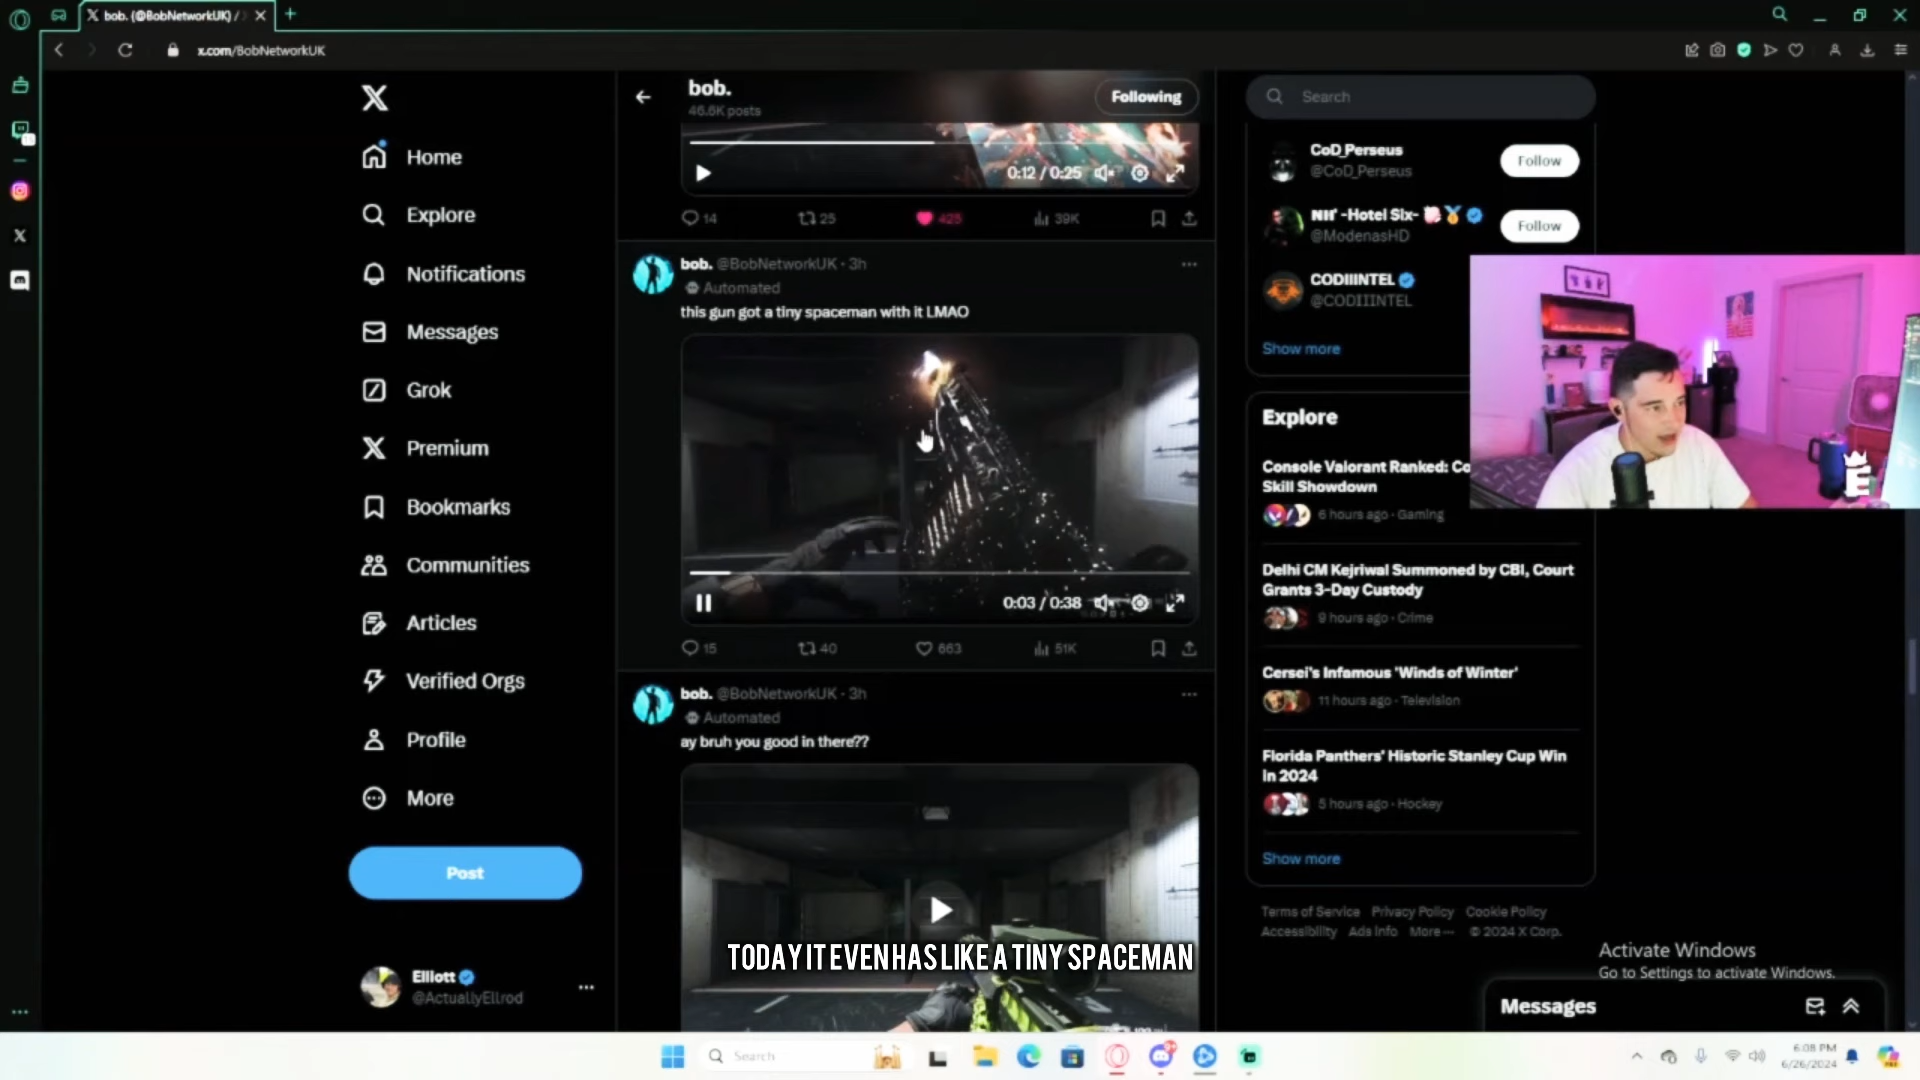 bob. (@BobNetworkUK) /
x.com/BobNetworkUK
Home
Explore
Notifications
Messages
Grok
Premium
Bookmarks
Communities
Articles
Verified Orgs
Profile
More
Post
Elliott
@ActuallyEllrod
bob.
46.6K posts
Following
0:12 / 0:25
14
25
425
39K
bob. @BobNetworkUK · 3h
Automated
this gun got a tiny spaceman with it LMAO
0:03 / 0:38
15
40
663
51K
bob. @BobNetworkUK · 3h
Automated
ay bruh you good in there??
TODAY IT EVEN HAS LIKE A TINY SPACEMAN
Search
CoD_Perseus
@CoD_Perseus
Follow
-Hotel Six-
@ModenasHD
Follow
CODIIINTEL
@CODIIINTEL
Show more
Explore
Console Valorant Ranked: Co
Skill Showdown
6 hours ago · Gaming
Delhi CM Kejriwal Summoned by CBI, Court
Grants 3-Day Custody
9 hours ago · Crime
Cersei's Infamous 'Winds of Winter'
11 hours ago · Television
Florida Panthers' Historic Stanley Cup Win
in 2024
5 hours ago · Hockey
Show more
Terms of Service Privacy Policy Cookie Policy
Accessibility Ads info More··· © 2024 X Corp.
Activate Windows
Go to Settings to activate Windows.
Messages
Search
6:08 PM
6/26/2024